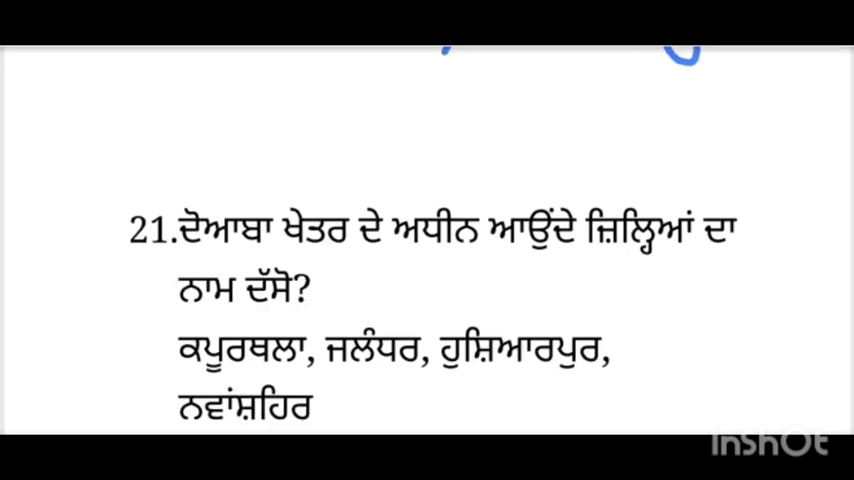 21.ਦੋਆਬਾ ਖੇਤਰ ਦੇ ਅਧੀਨ ਆਉਂਦੇ ਜ਼ਿਲ੍ਹਿਆਂ ਦਾ
ਨਾਮ ਦੱਸੋ?
ਕਪੂਰਥਲਾ, ਜਲੰਧਰ, ਹੁਸ਼ਿਆਰਪੁਰ,
ਨਵਾਂਸ਼ਹਿਰ
InShOt